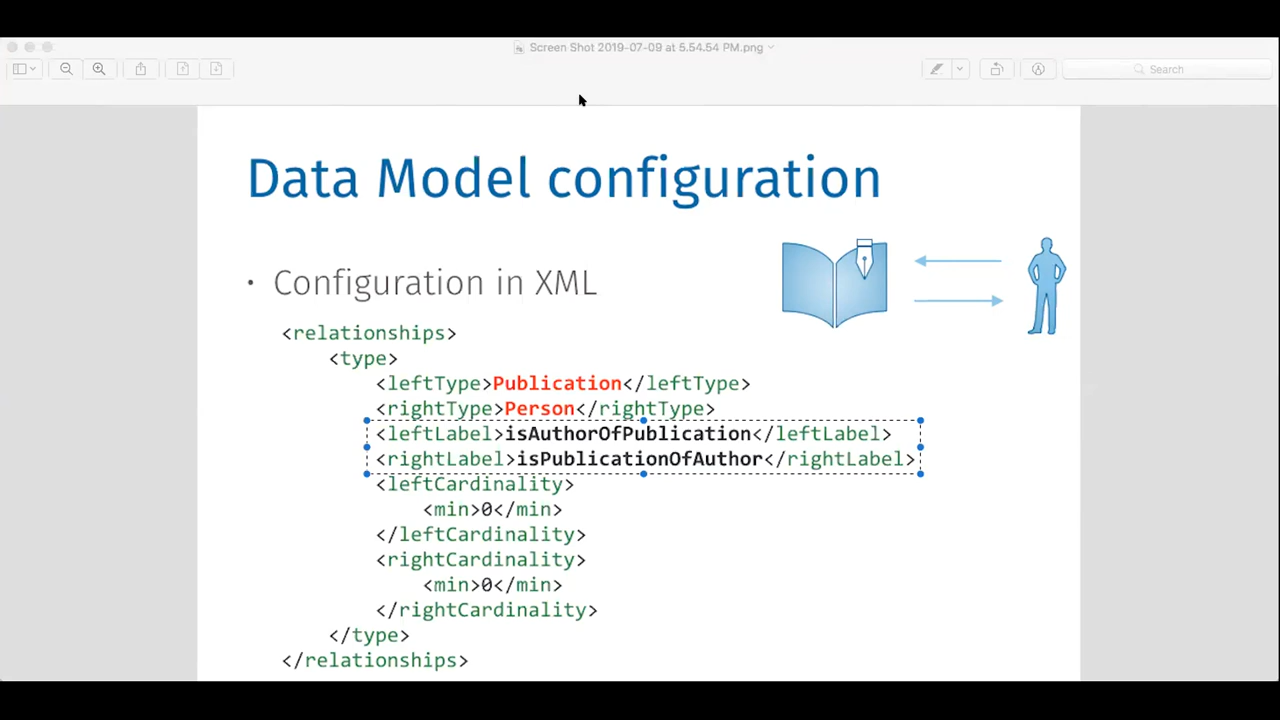 Screen Shot 2019-07-09 at 5.54.54 PM.png
Search
Data Model configuration
• Configuration in XML
<relationships>
<type>
<leftType>Publication</leftType>
<rightType>Person</rightType>
<leftLabel>isAuthorOfPublication</leftLabel>
<rightLabel>isPublicationOfAuthor</rightLabel>
<leftCardinality>
<min>0</min>
</leftCardinality>
<rightCardinality>
<min>0</min>
</rightCardinality>
</type>
</relationships>